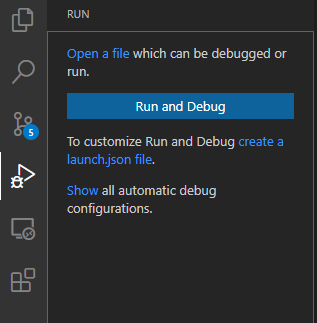 RUN
Open a file which can be debugged or
run.
Run and Debug
To customize Run and Debug create a
launch.json file.
Show all automatic debug
configurations.
5